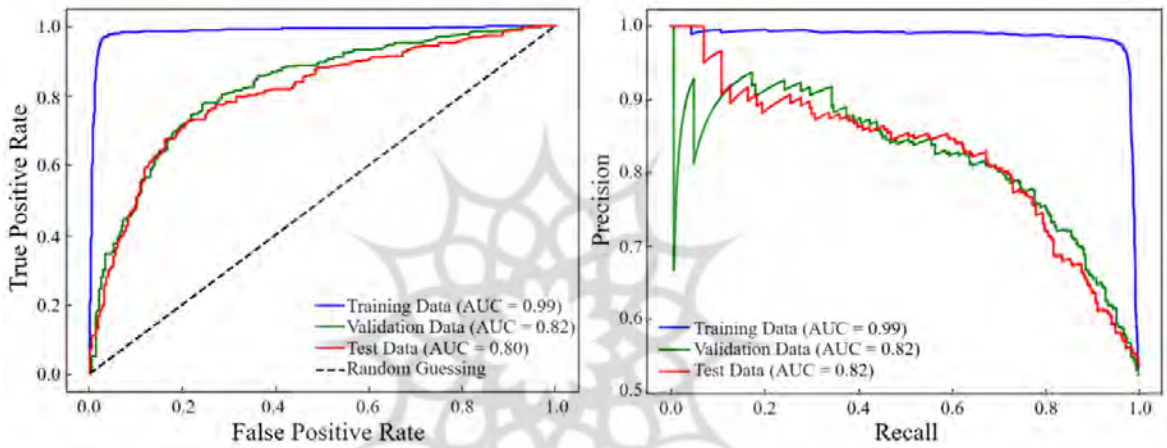 1.0
0.8
0.6
0.4
0.2
0.0
True Positive Rate
Training Data (AUC = 0.99)
Validation Data (AUC = 0.82)
Test Data (AUC = 0.80)
Random Guessing
0.0 0.2 0.4 0.6 0.8 1.0
False Positive Rate
1.0
0.9
0.8
0.7
0.6
0.5
Precision
Training Data (AUC = 0.99)
Validation Data (AUC = 0.82)
Test Data (AUC = 0.82)
0.0 0.2 0.4 0.6 0.8 1.0
Recall